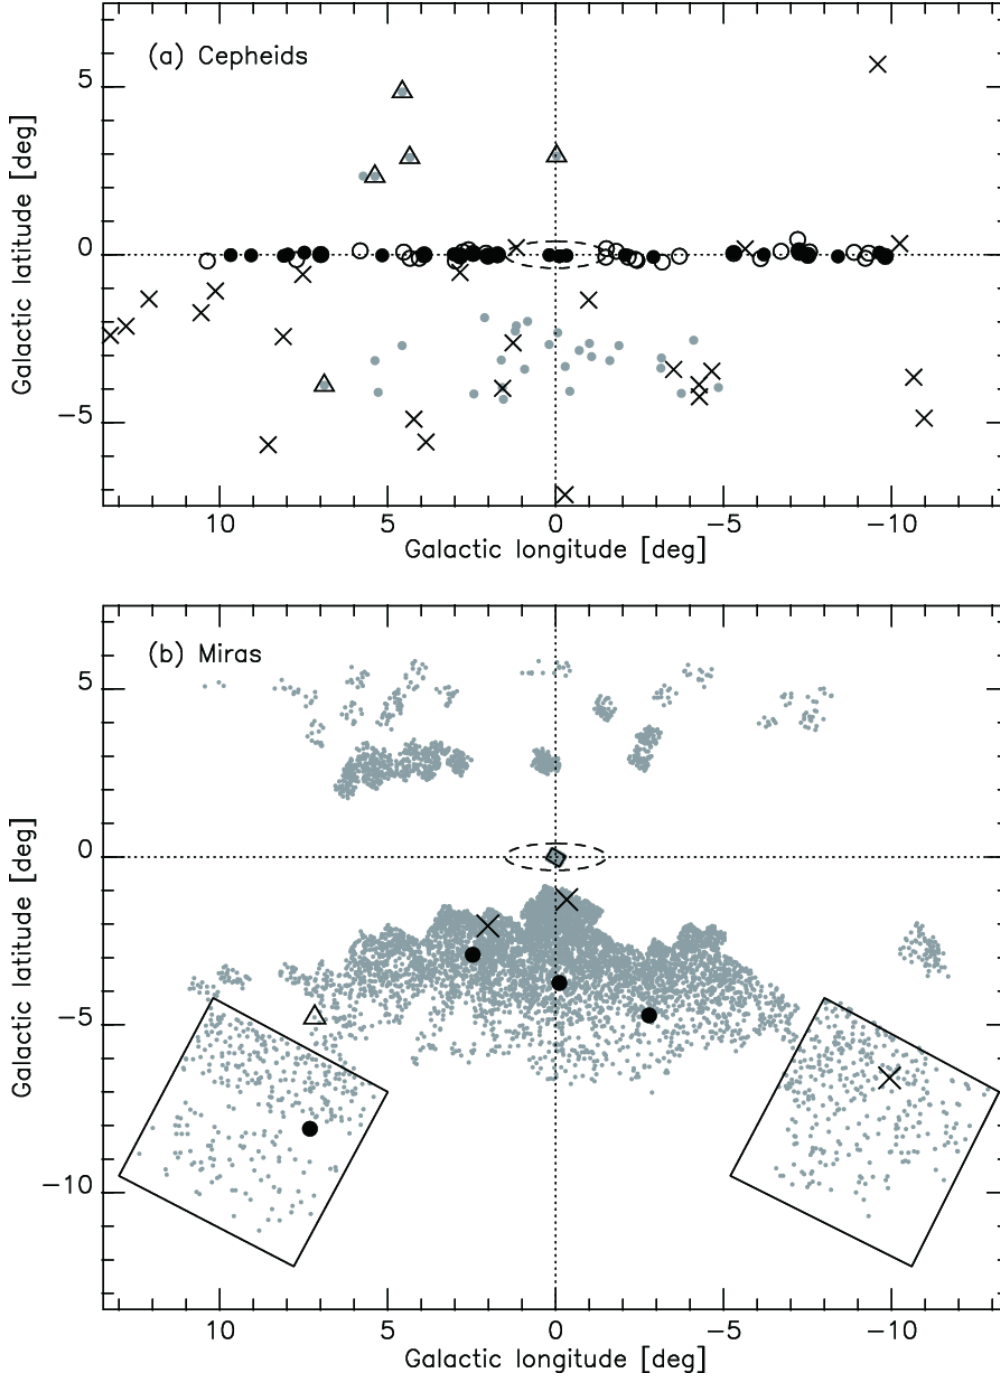 (a) Cepheids
5
0
−5
Galactic latitude [deg]
10 5 0 −5 −10
Galactic longitude [deg]
(b) Miras
5
0
−5
−10
Galactic latitude [deg]
10 5 0 −5 −10
Galactic longitude [deg]